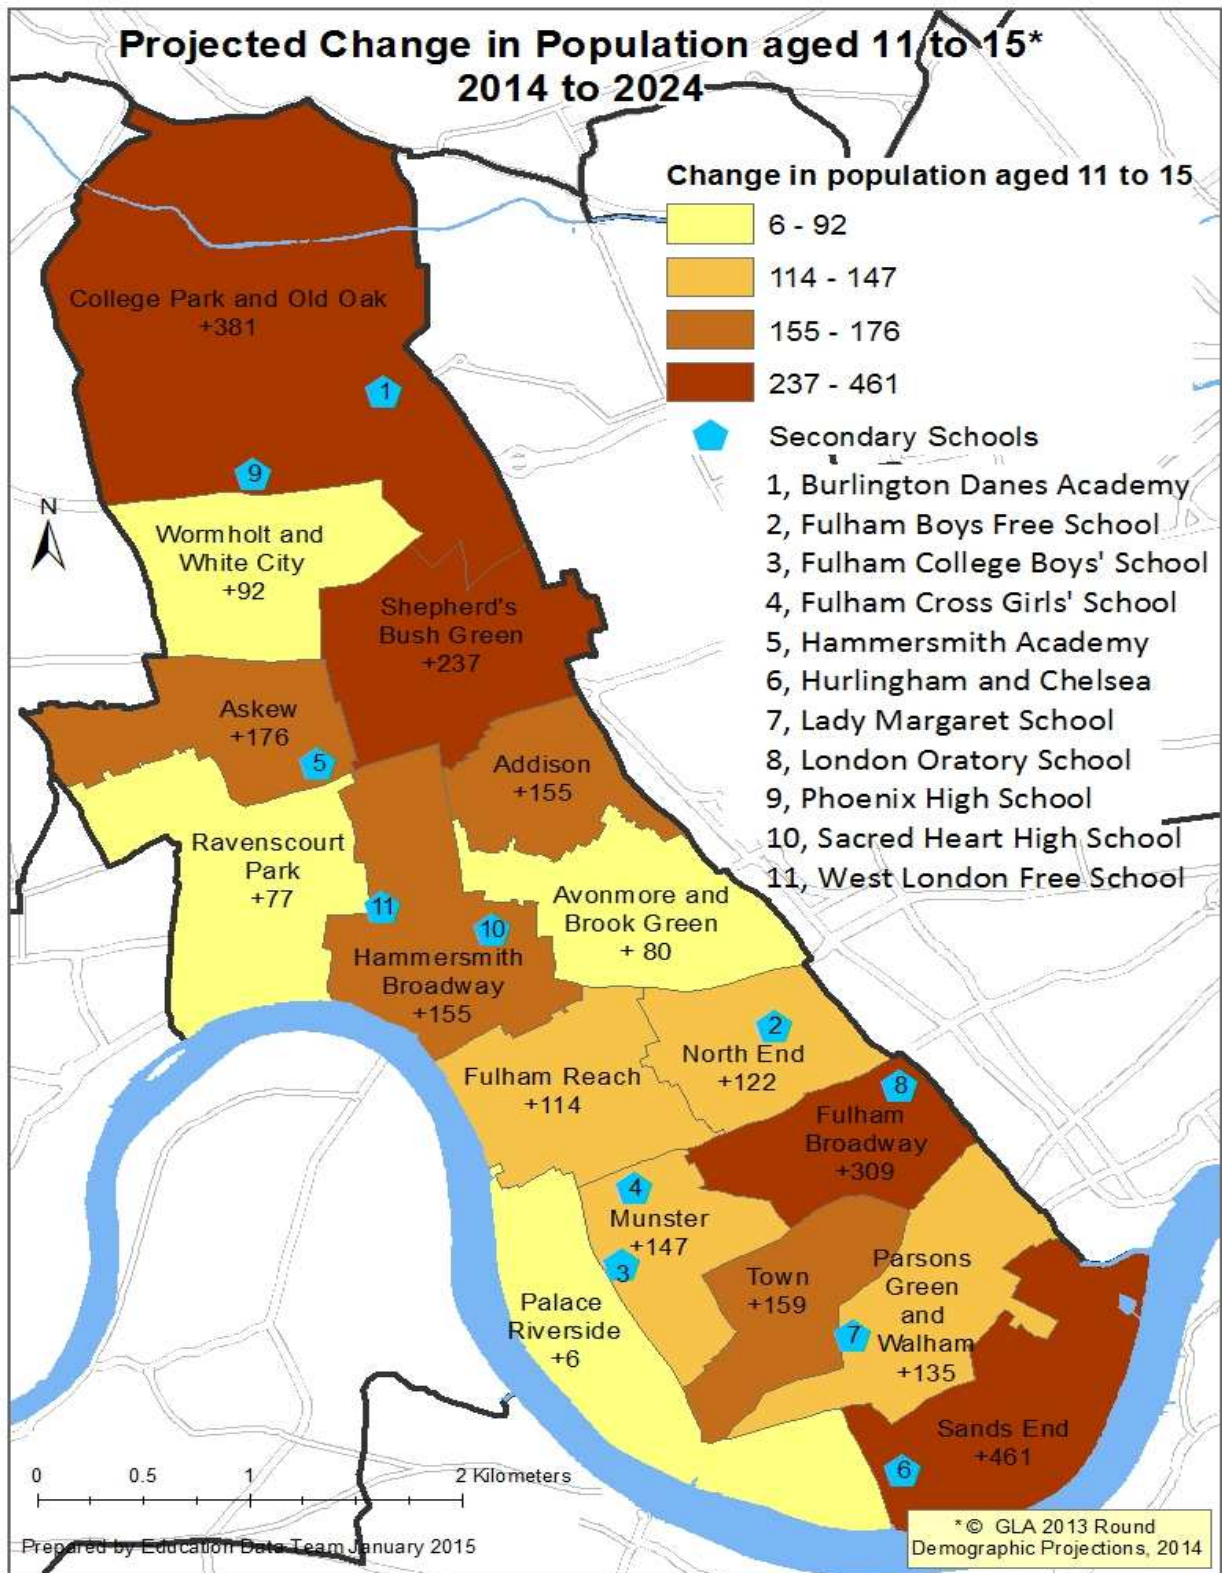 Projected Change in Population aged 11 to 15*
2014 to 2024
Change in population aged 11 to 15
6 - 92
114 - 147
155 - 176
237 - 461
Secondary Schools
1, Burlington Danes Academy
2, Fulham Boys Free School
3, Fulham College Boys' School
4, Fulham Cross Girls' School
5, Hammersmith Academy
6, Hurlingham and Chelsea
7, Lady Margaret School
8, London Oratory School
9, Phoenix High School
10, Sacred Heart High School
11, West London Free School
College Park and Old Oak
+381
1
9
N
Wormholt and
White City
+92
Shepherd's
Bush Green
+237
Askew
+176
5
Addison
+155
Ravenscourt
Park
+77
Avonmore and
Brook Green
+ 80
11
10
Hammersmith
Broadway
+155
2
North End
+122
Fulham Reach
+114
8
Fulham
Broadway
+309
4
Munster
+147
3
Town
+159
Parsons
Green
and
Walham
+135
7
Palace
Riverside
+6
Sands End
+461
6
0 0.5 1 2 Kilometers
Prepared by Education Data Team January 2015
* © GLA 2013 Round
Demographic Projections, 2014